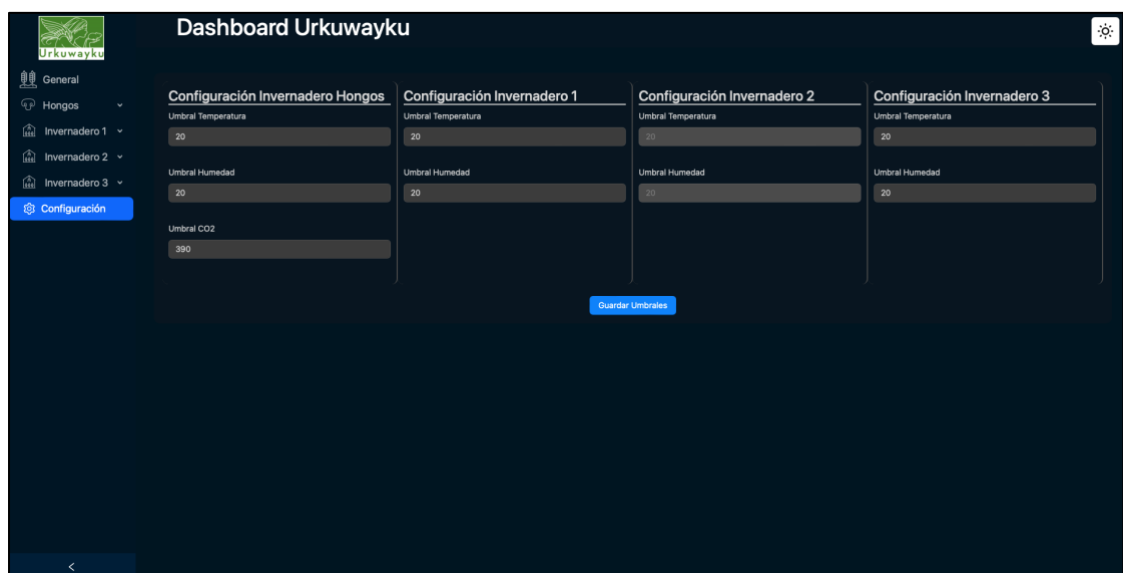 Urkuwayku
Dashboard Urkuwayku
General
Hongos
Invernadero 1
Invernadero 2
Invernadero 3
Configuración
Configuración Invernadero Hongos
Umbral Temperatura
20
Umbral Humedad
20
Umbral CO2
390
Configuración Invernadero 1
Umbral Temperatura
20
Umbral Humedad
20
Configuración Invernadero 2
Umbral Temperatura
20
Umbral Humedad
20
Configuración Invernadero 3
Umbral Temperatura
20
Umbral Humedad
20
Guardar Umbrales